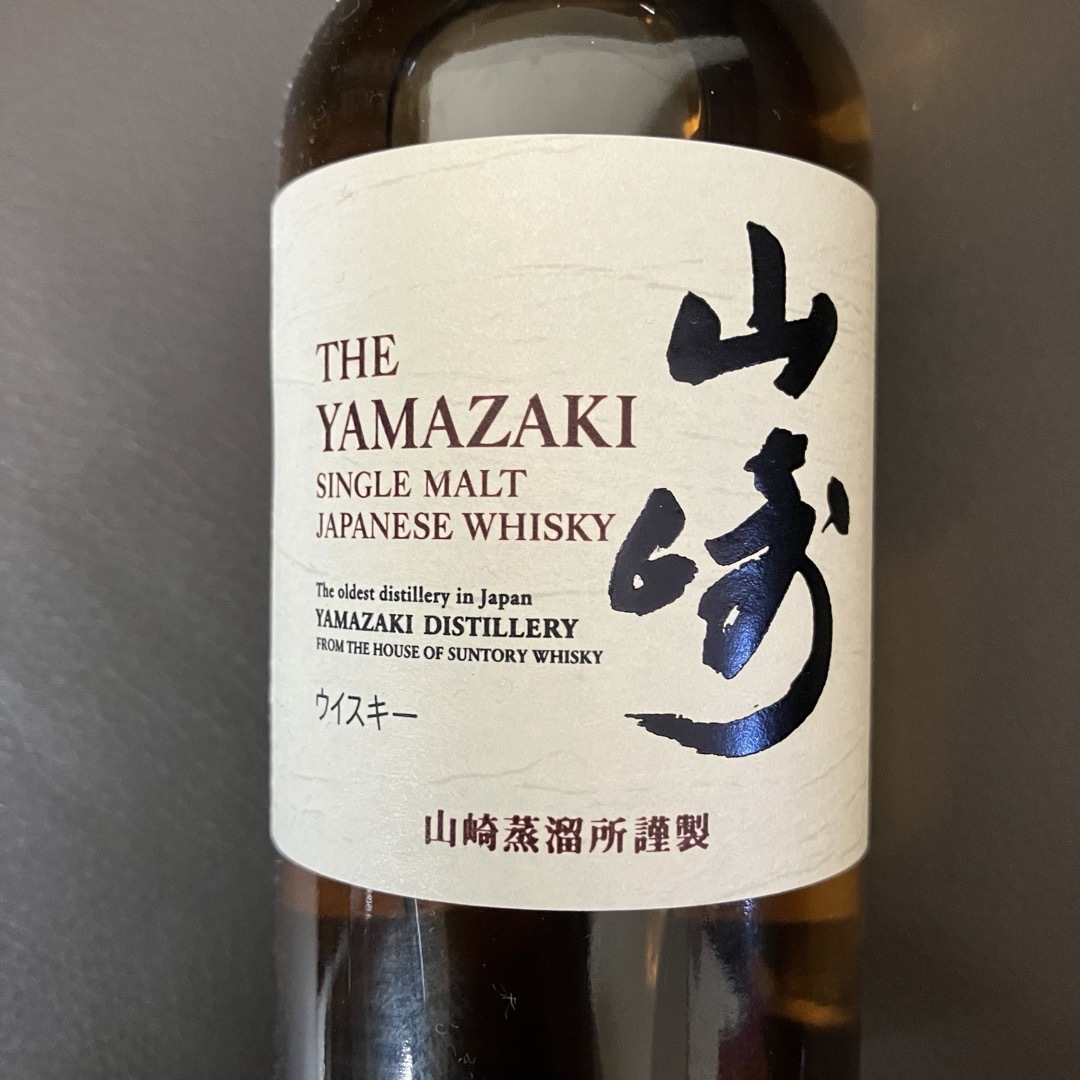 THE
YAMAZAKI
SINGLE MALT
JAPANESE WHISKY
The oldest distillery in Japan
YAMAZAKI DISTILLERY
FROM THE HOUSE OF SUNTORY WHISKY
ウイスキー
山崎
山崎蒸溜所謹製